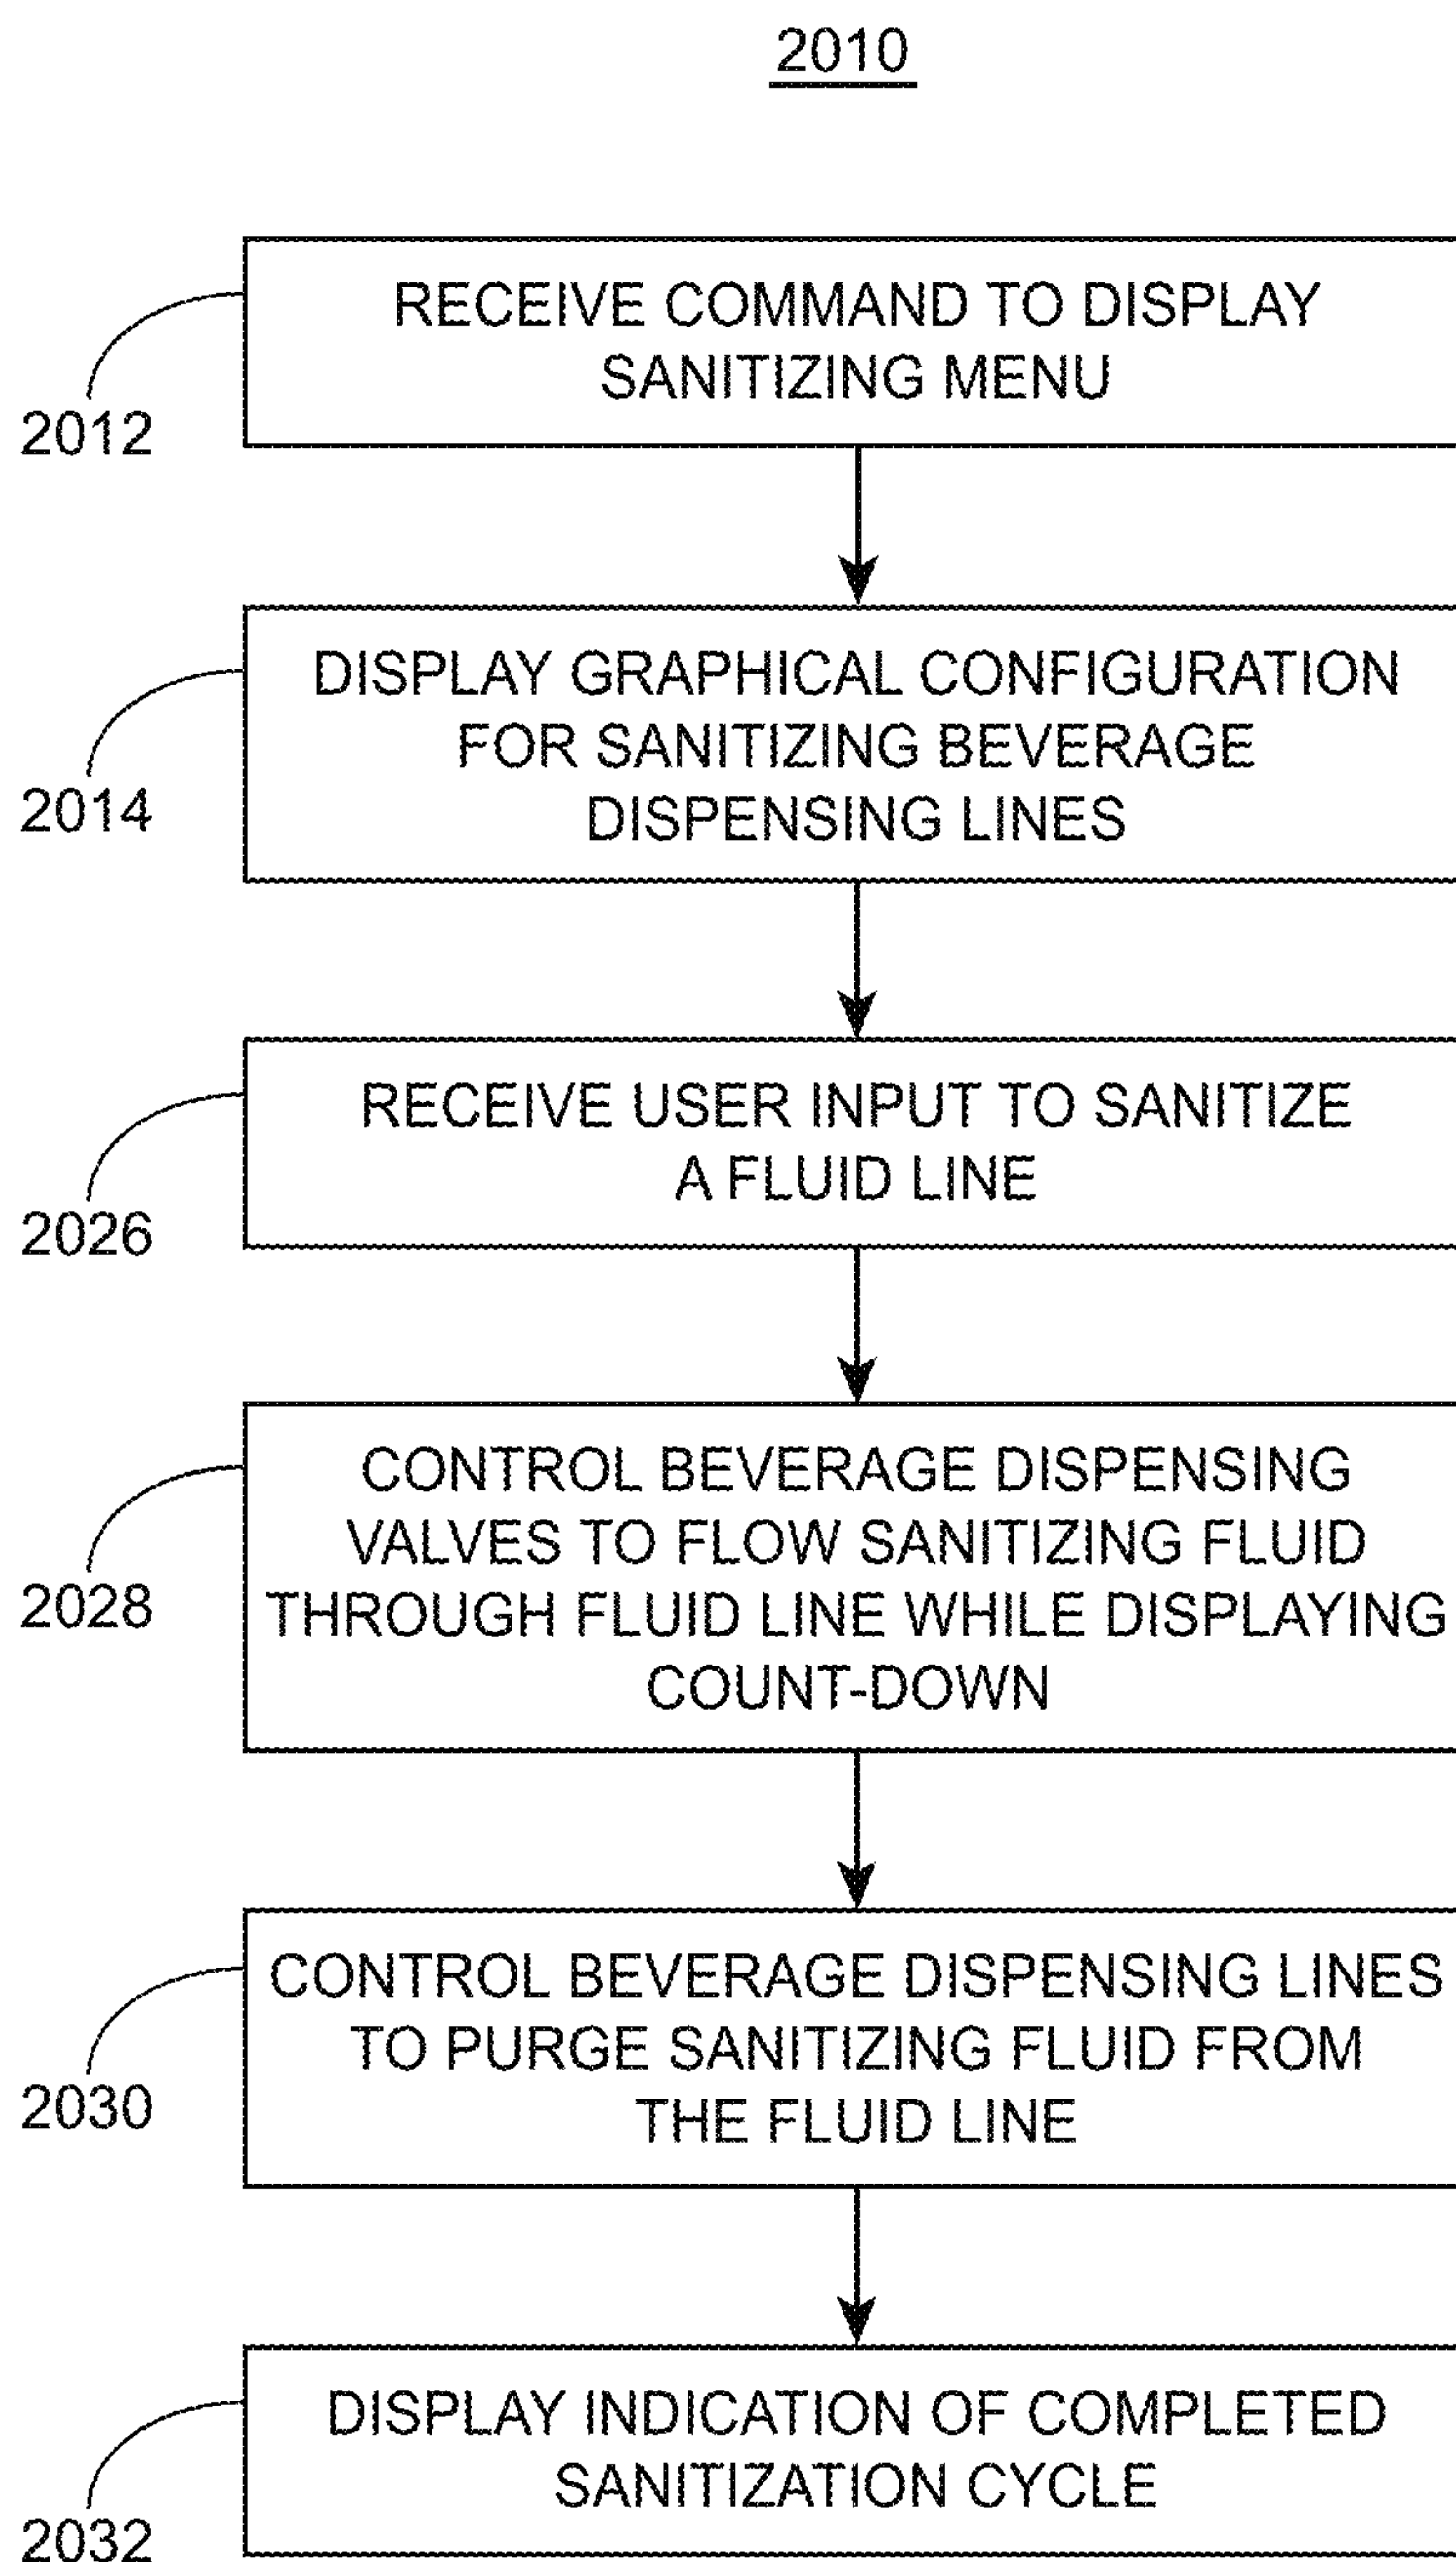 2010
RECEIVE COMMAND TO DISPLAY
SANITIZING MENU
2012
DISPLAY GRAPHICAL CONFIGURATION
FOR SANITIZING BEVERAGE
DISPENSING LINES
2014
RECEIVE USER INPUT TO SANITIZE
A FLUID LINE
2026
CONTROL BEVERAGE DISPENSING
VALVES TO FLOW SANITIZING FLUID
THROUGH FLUID LINE WHILE DISPLAYING
COUNT-DOWN
2028
CONTROL BEVERAGE DISPENSING LINES
TO PURGE SANITIZING FLUID FROM
THE FLUID LINE
2030
DISPLAY INDICATION OF COMPLETED
SANITIZATION CYCLE
2032